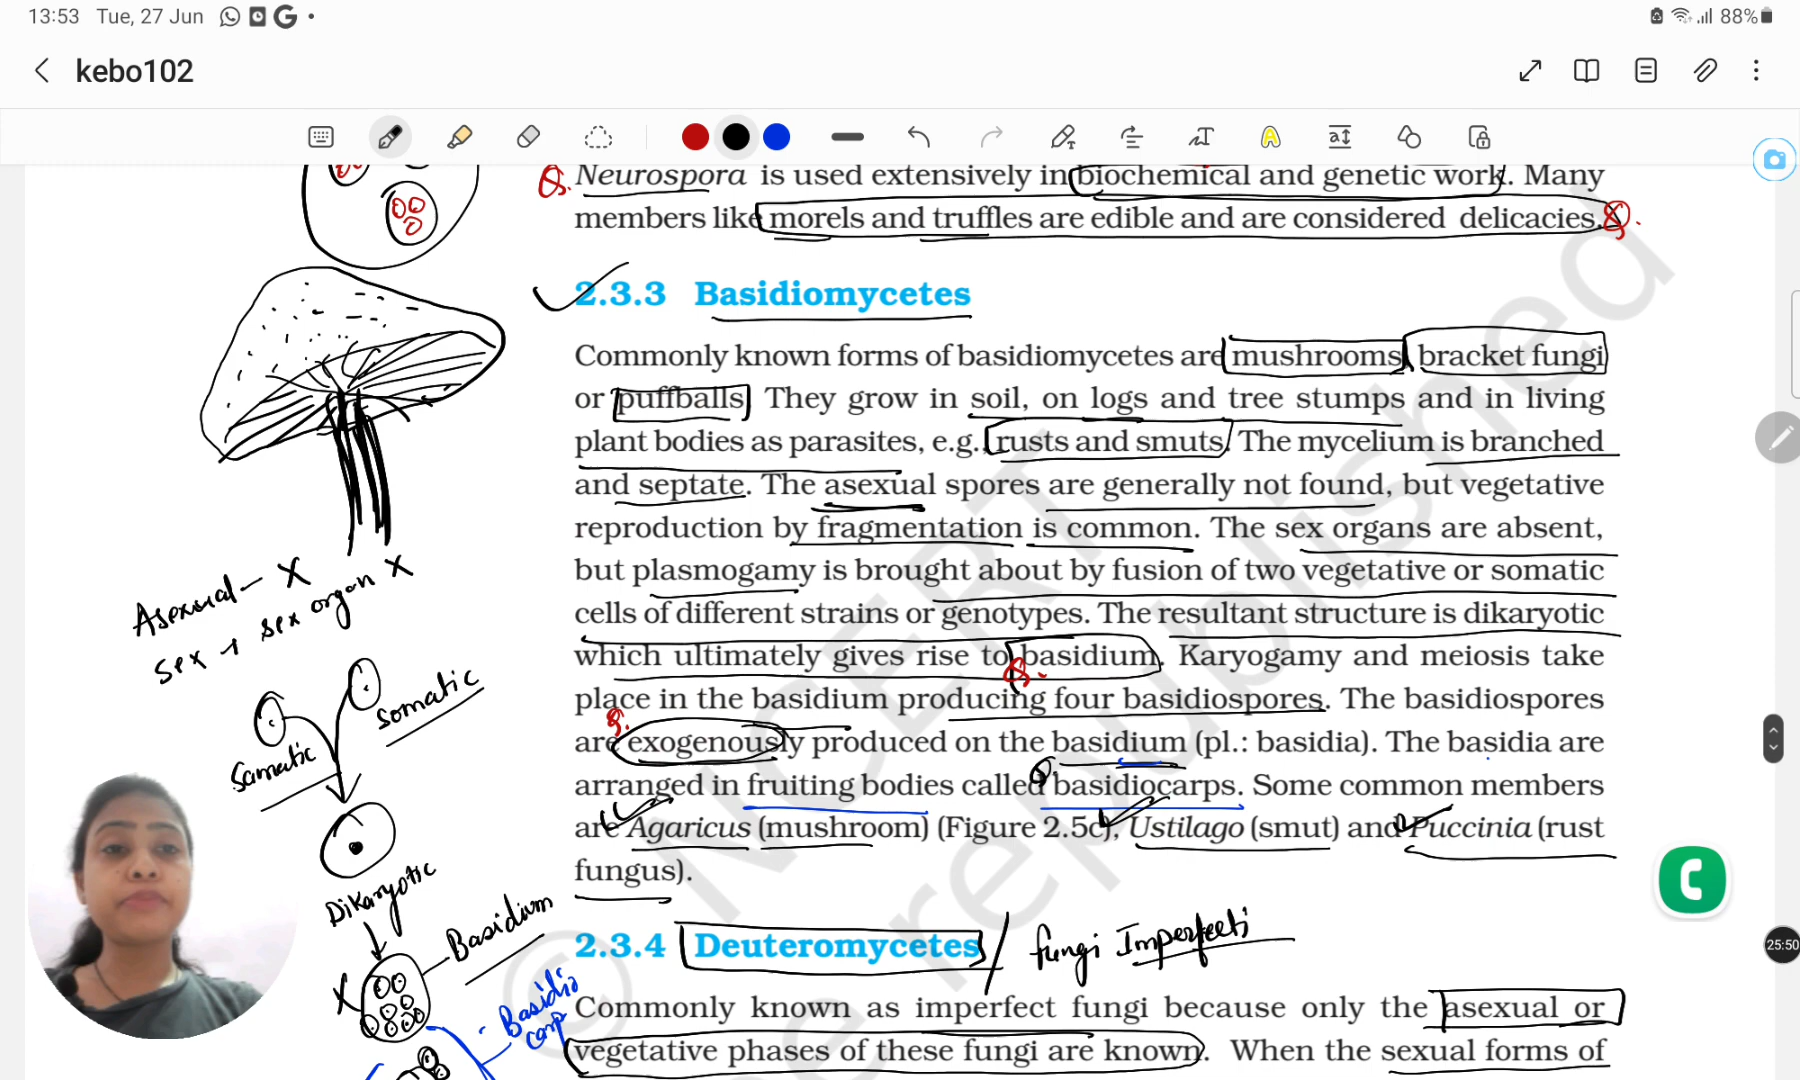 13:53 Tue, 27 Jun
88%
kebo102
Q. Neurospora is used extensively in biochemical and genetic work. Many
members like morels and truffles are edible and are considered delicacies. Q.
2.3.3 Basidiomycetes
Commonly known forms of basidiomycetes are mushrooms, bracket fungi
or puffballs. They grow in soil, on logs and tree stumps and in living
plant bodies as parasites, e.g., rusts and smuts. The mycelium is branched
and septate. The asexual spores are generally not found, but vegetative
reproduction by fragmentation is common. The sex organs are absent,
but plasmogamy is brought about by fusion of two vegetative or somatic
cells of different strains or genotypes. The resultant structure is dikaryotic
which ultimately gives rise to basidium. Karyogamy and meiosis take
Q.
place in the basidium producing four basidiospores. The basidiospores
Q.
are exogenously produced on the basidium (pl.: basidia). The basidia are
arranged in fruiting bodies called basidiocarps. Some common members
are Agaricus (mushroom) (Figure 2.5c), Ustilago (smut) and Puccinia (rust
fungus).
2.3.4 Deuteromycetes / fungi Imperfecti
Commonly known as imperfect fungi because only the asexual or
vegetative phases of these fungi are known. When the sexual forms of
Asexual - X
Sex + sex organ X
Somatic
Somatic
Dikaryotic
Basidium
Basidio
carp
25:50
© NCERT
republished